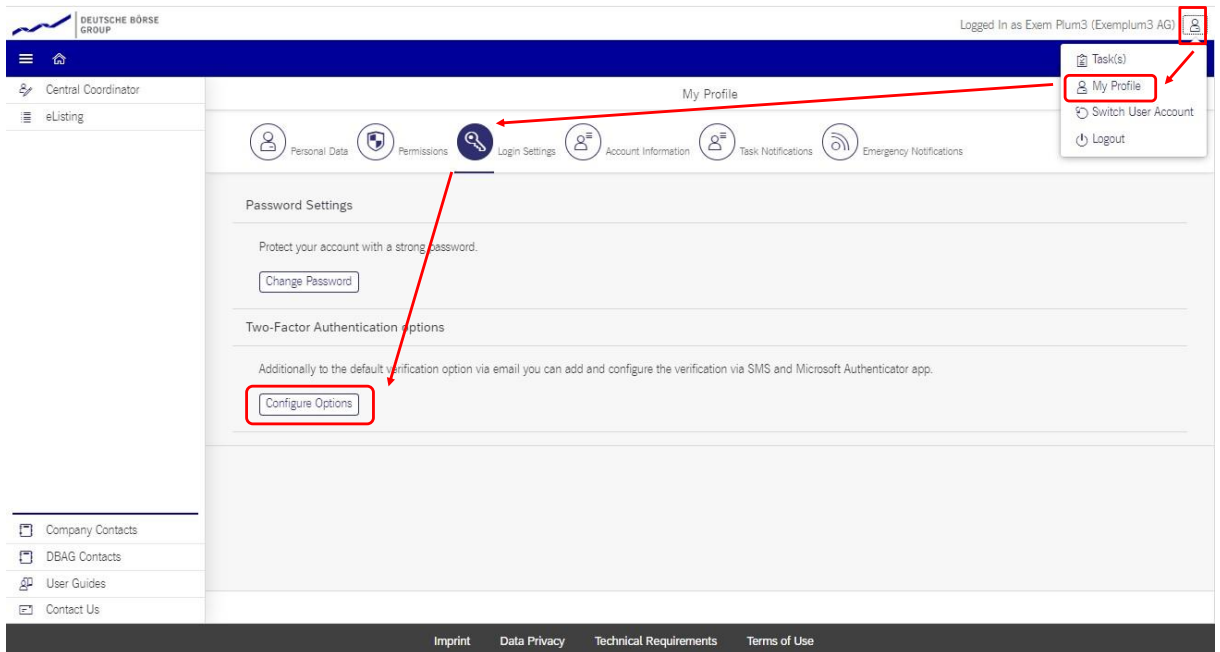 DEUTSCHE BÖRSE
GROUP
Logged In as Exem Plum3 (Exemplum3 AG)
Task(s)
My Profile
Switch User Account
Logout
Central Coordinator
eListing
My Profile
Personal Data
Permissions
Login Settings
Account Information
Task Notifications
Emergency Notifications
Password Settings
Protect your account with a strong password.
Change Password
Two-Factor Authentication options
Additionally to the default verification option via email you can add and configure the verification via SMS and Microsoft Authenticator app.
Configure Options
Company Contacts
DBAG Contacts
User Guides
Contact Us
Imprint Data Privacy Technical Requirements Terms of Use